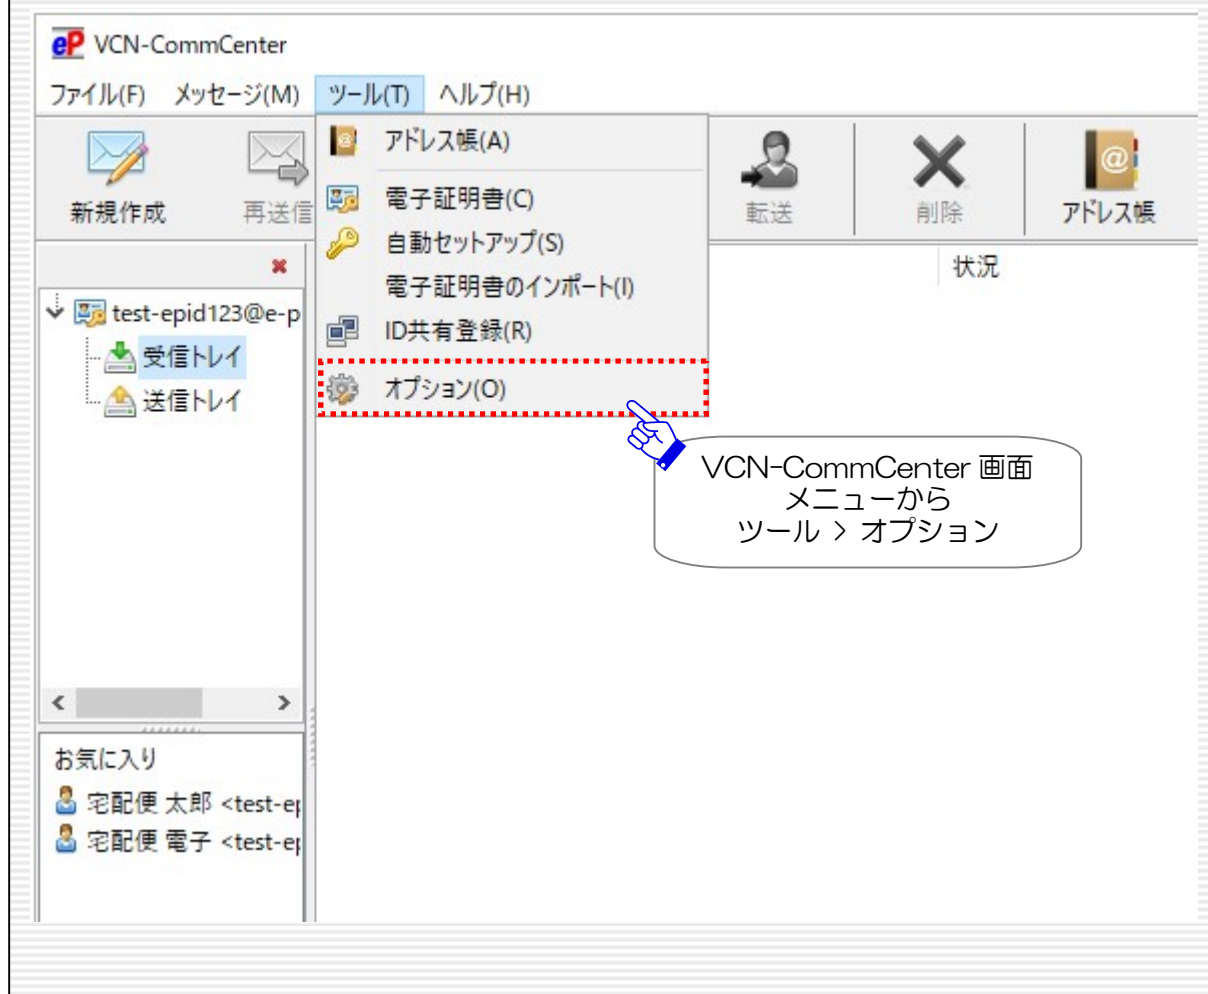 eP VCN-CommCenter
ファイル(F) メッセージ(M) ツール(T) ヘルプ(H)
アドレス帳(A)
電子証明書(C)
自動セットアップ(S)
電子証明書のインポート(I)
ID共有登録(R)
オプション(O)
新規作成 再送信 転送 削除 アドレス帳
状況
test-epid123@e-p
受信トレイ
送信トレイ
VCN-CommCenter 画面
メニューから
ツール > オプション
お気に入り
宅配便 太郎 <test-ep
宅配便 電子 <test-ep